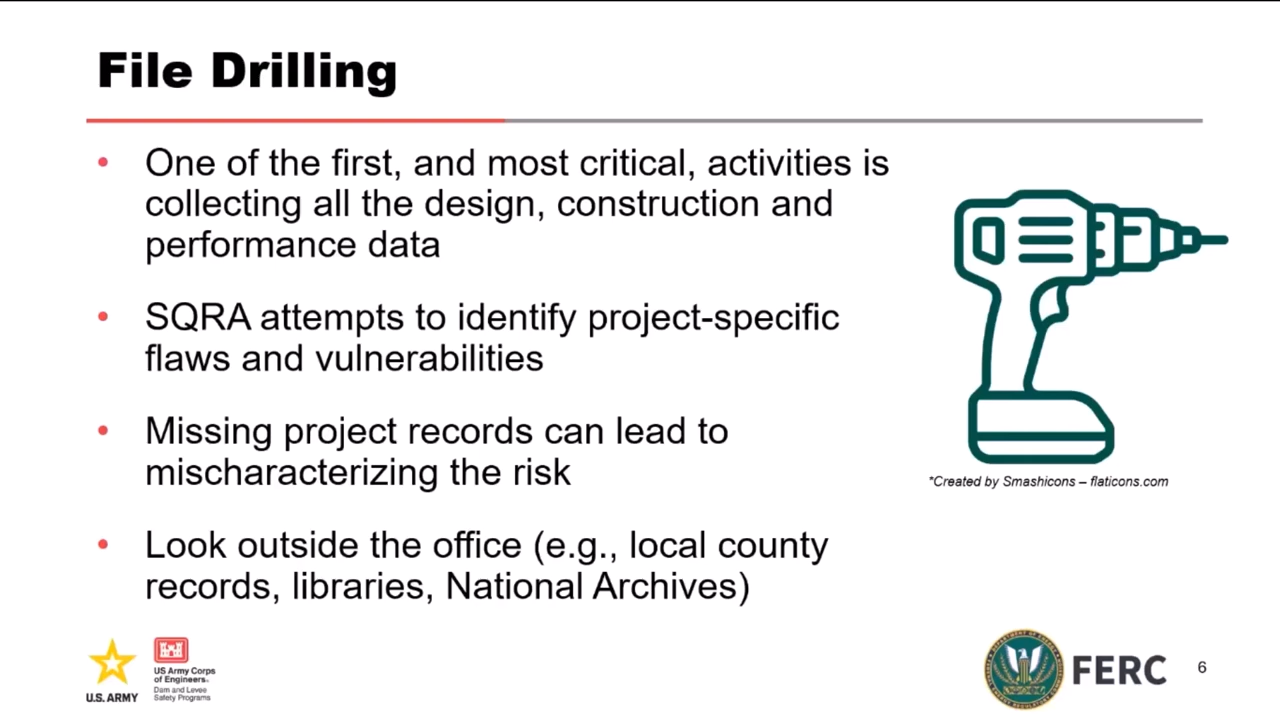 File Drilling
• One of the first, and most critical, activities is
collecting all the design, construction and
performance data
• SQRA attempts to identify project-specific
flaws and vulnerabilities
• Missing project records can lead to
mischaracterizing the risk
• Look outside the office (e.g., local county
records, libraries, National Archives)
*Created by Smashicons – flaticons.com
U.S. ARMY
US Army Corps
of Engineers®
Dam and Levee
Safety Programs
FERC
6